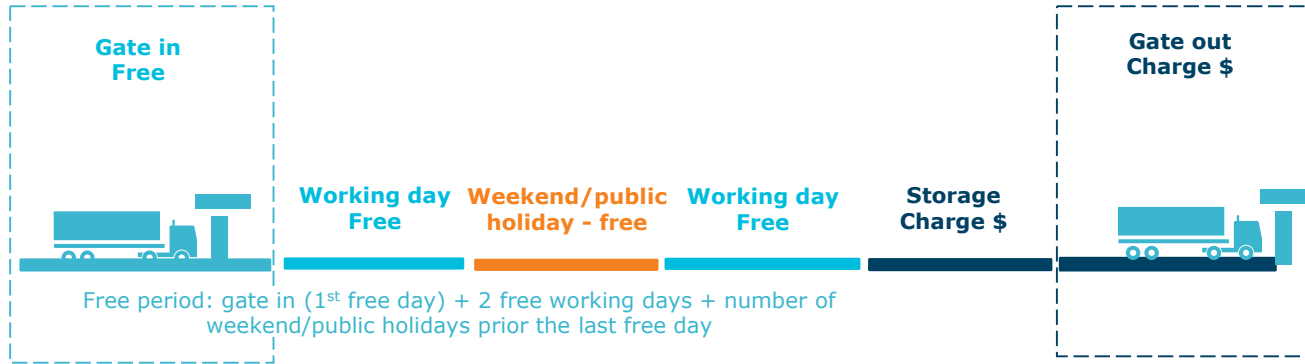 Gate in
Free
Gate out
Charge $
Working day
Free
Weekend/public
holiday - free
Working day
Free
Storage
Charge $
Free period: gate in (1st free day) + 2 free working days + number of
weekend/public holidays prior the last free day